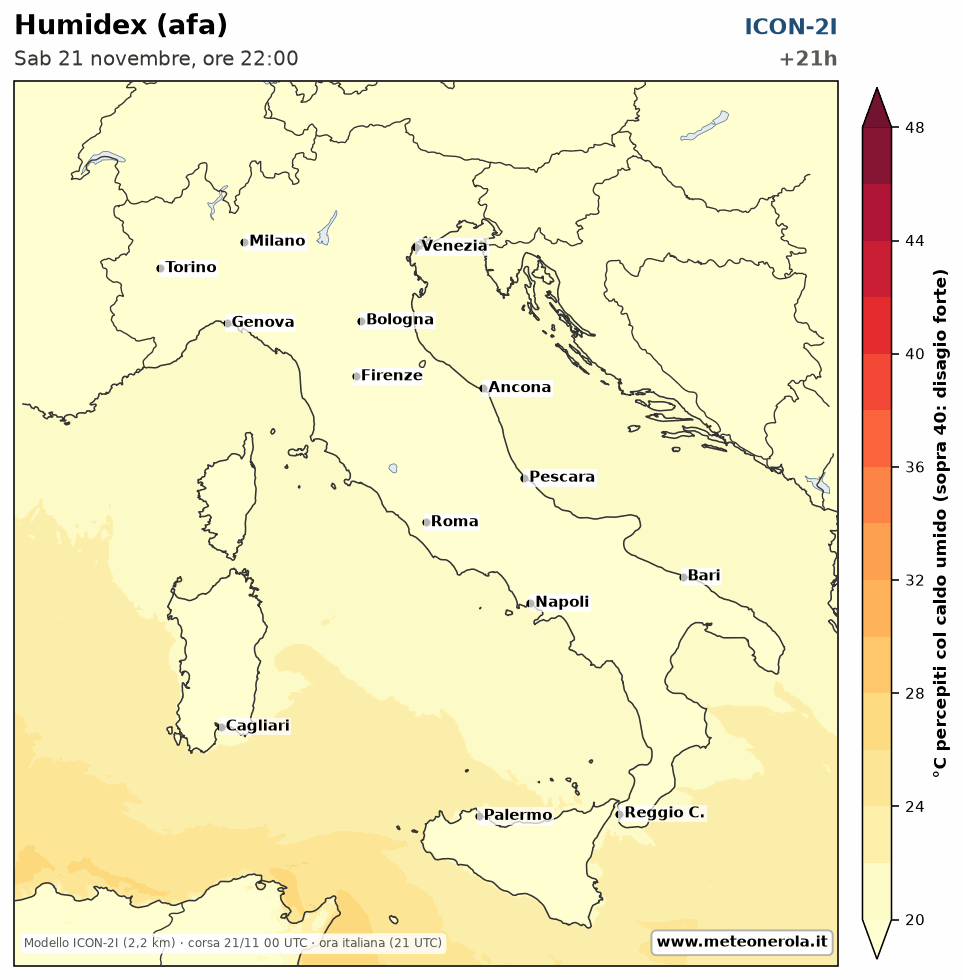 Humidex (afa)
ICON-2I
Sab 21 novembre, ore 22:00
+21h
Milano
Venezia
Torino
Genova
Bologna
Firenze
Ancona
Pescara
Roma
Bari
Napoli
Cagliari
Palermo
Reggio C.
Modello ICON-2I (2,2 km) · corsa 21/11 00 UTC · ora italiana (21 UTC)
www.meteonerola.it
48
44
40
36
32
28
24
20
°C percepiti col caldo umido (sopra 40: disagio forte)